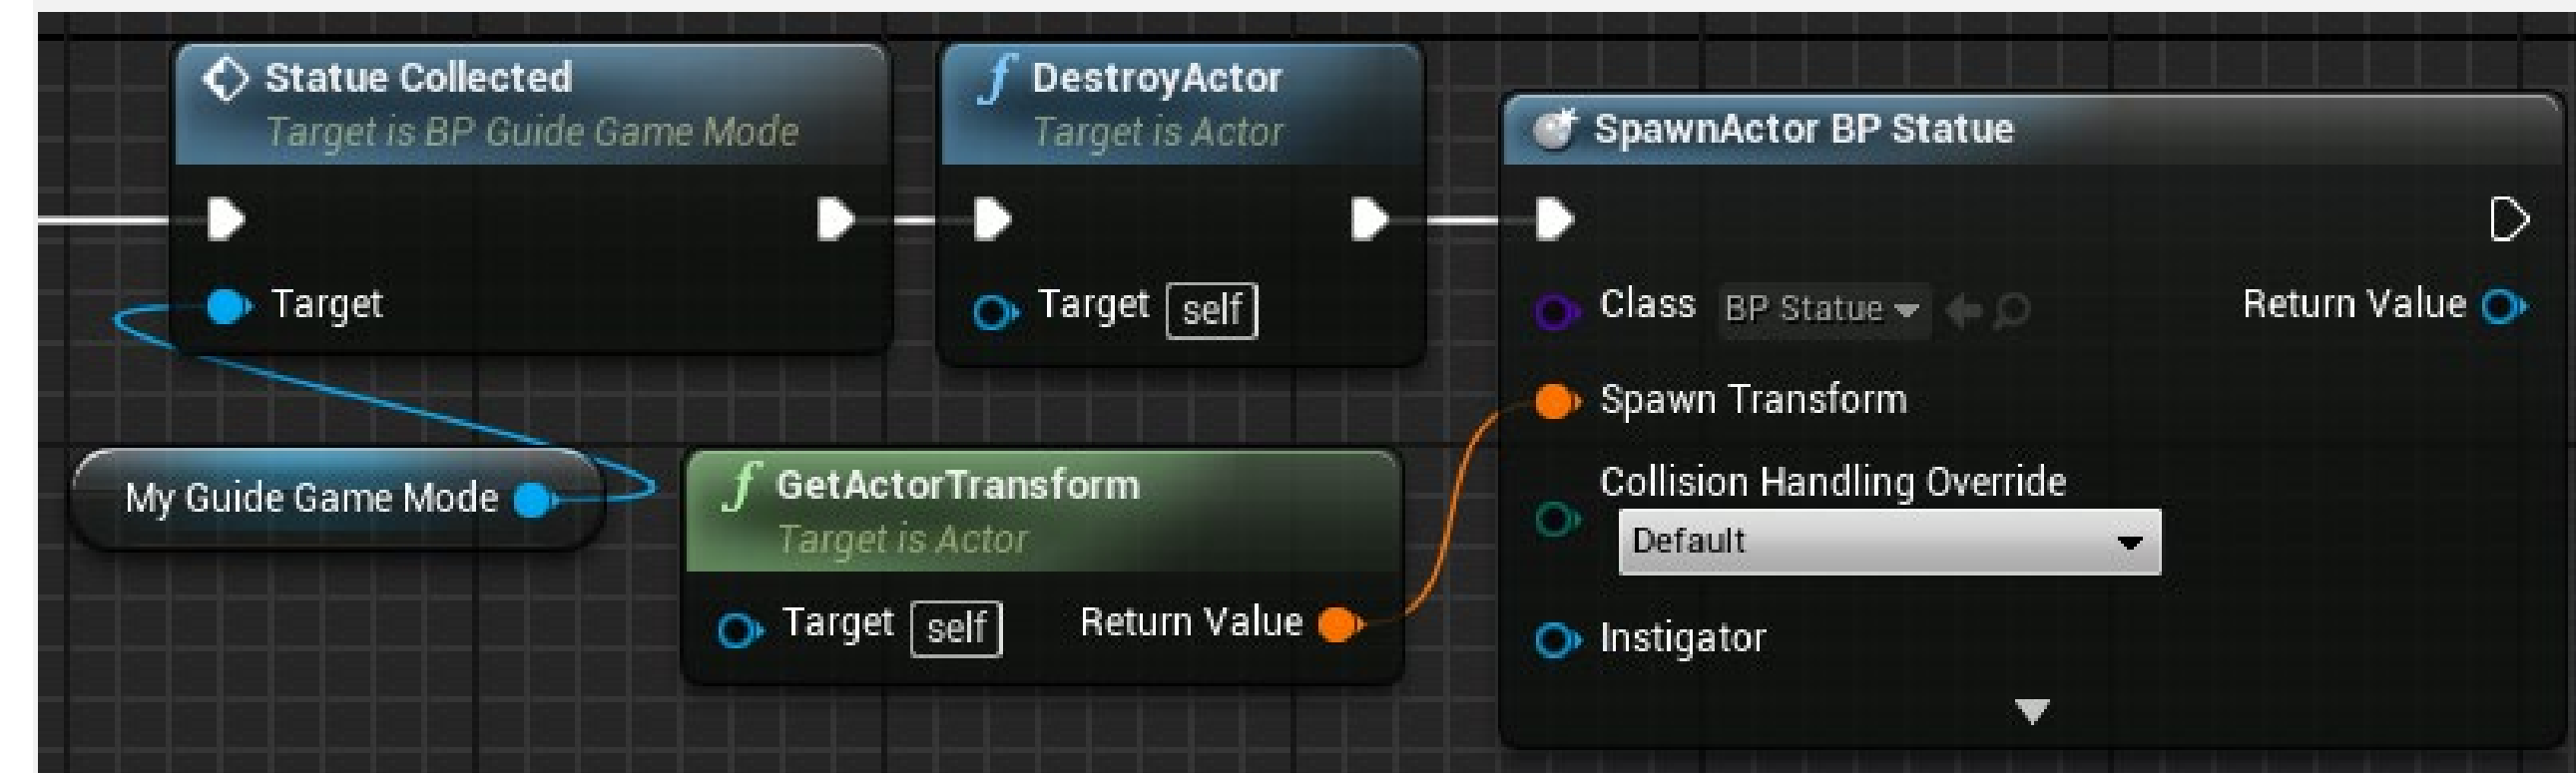 Statue Collected
Target is BP Guide Game Mode
Target
My Guide Game Mode
DestroyActor
Target is Actor
Target self
GetActorTransform
Target is Actor
Target self Return Value
SpawnActor BP Statue
Class BP Statue Return Value
Spawn Transform
Collision Handling Override
Default
Instigator